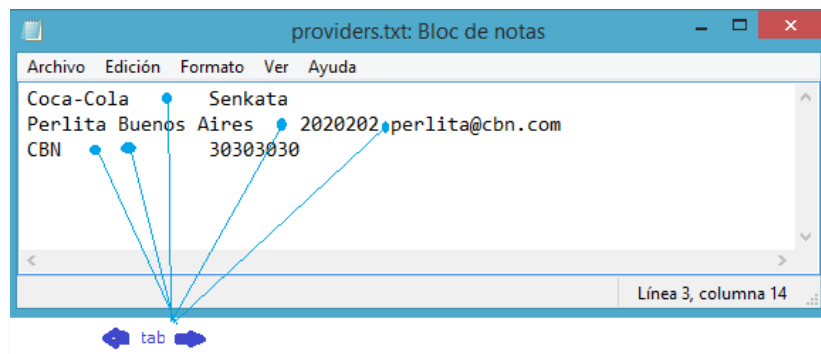 providers.txt: Bloc de notas
Archivo Edición Formato Ver Ayuda
Coca-Cola Senkata
Perlita Buenos Aires 2020202 perlita@cbn.com
CBN 30303030
Línea 3, columna 14
tab